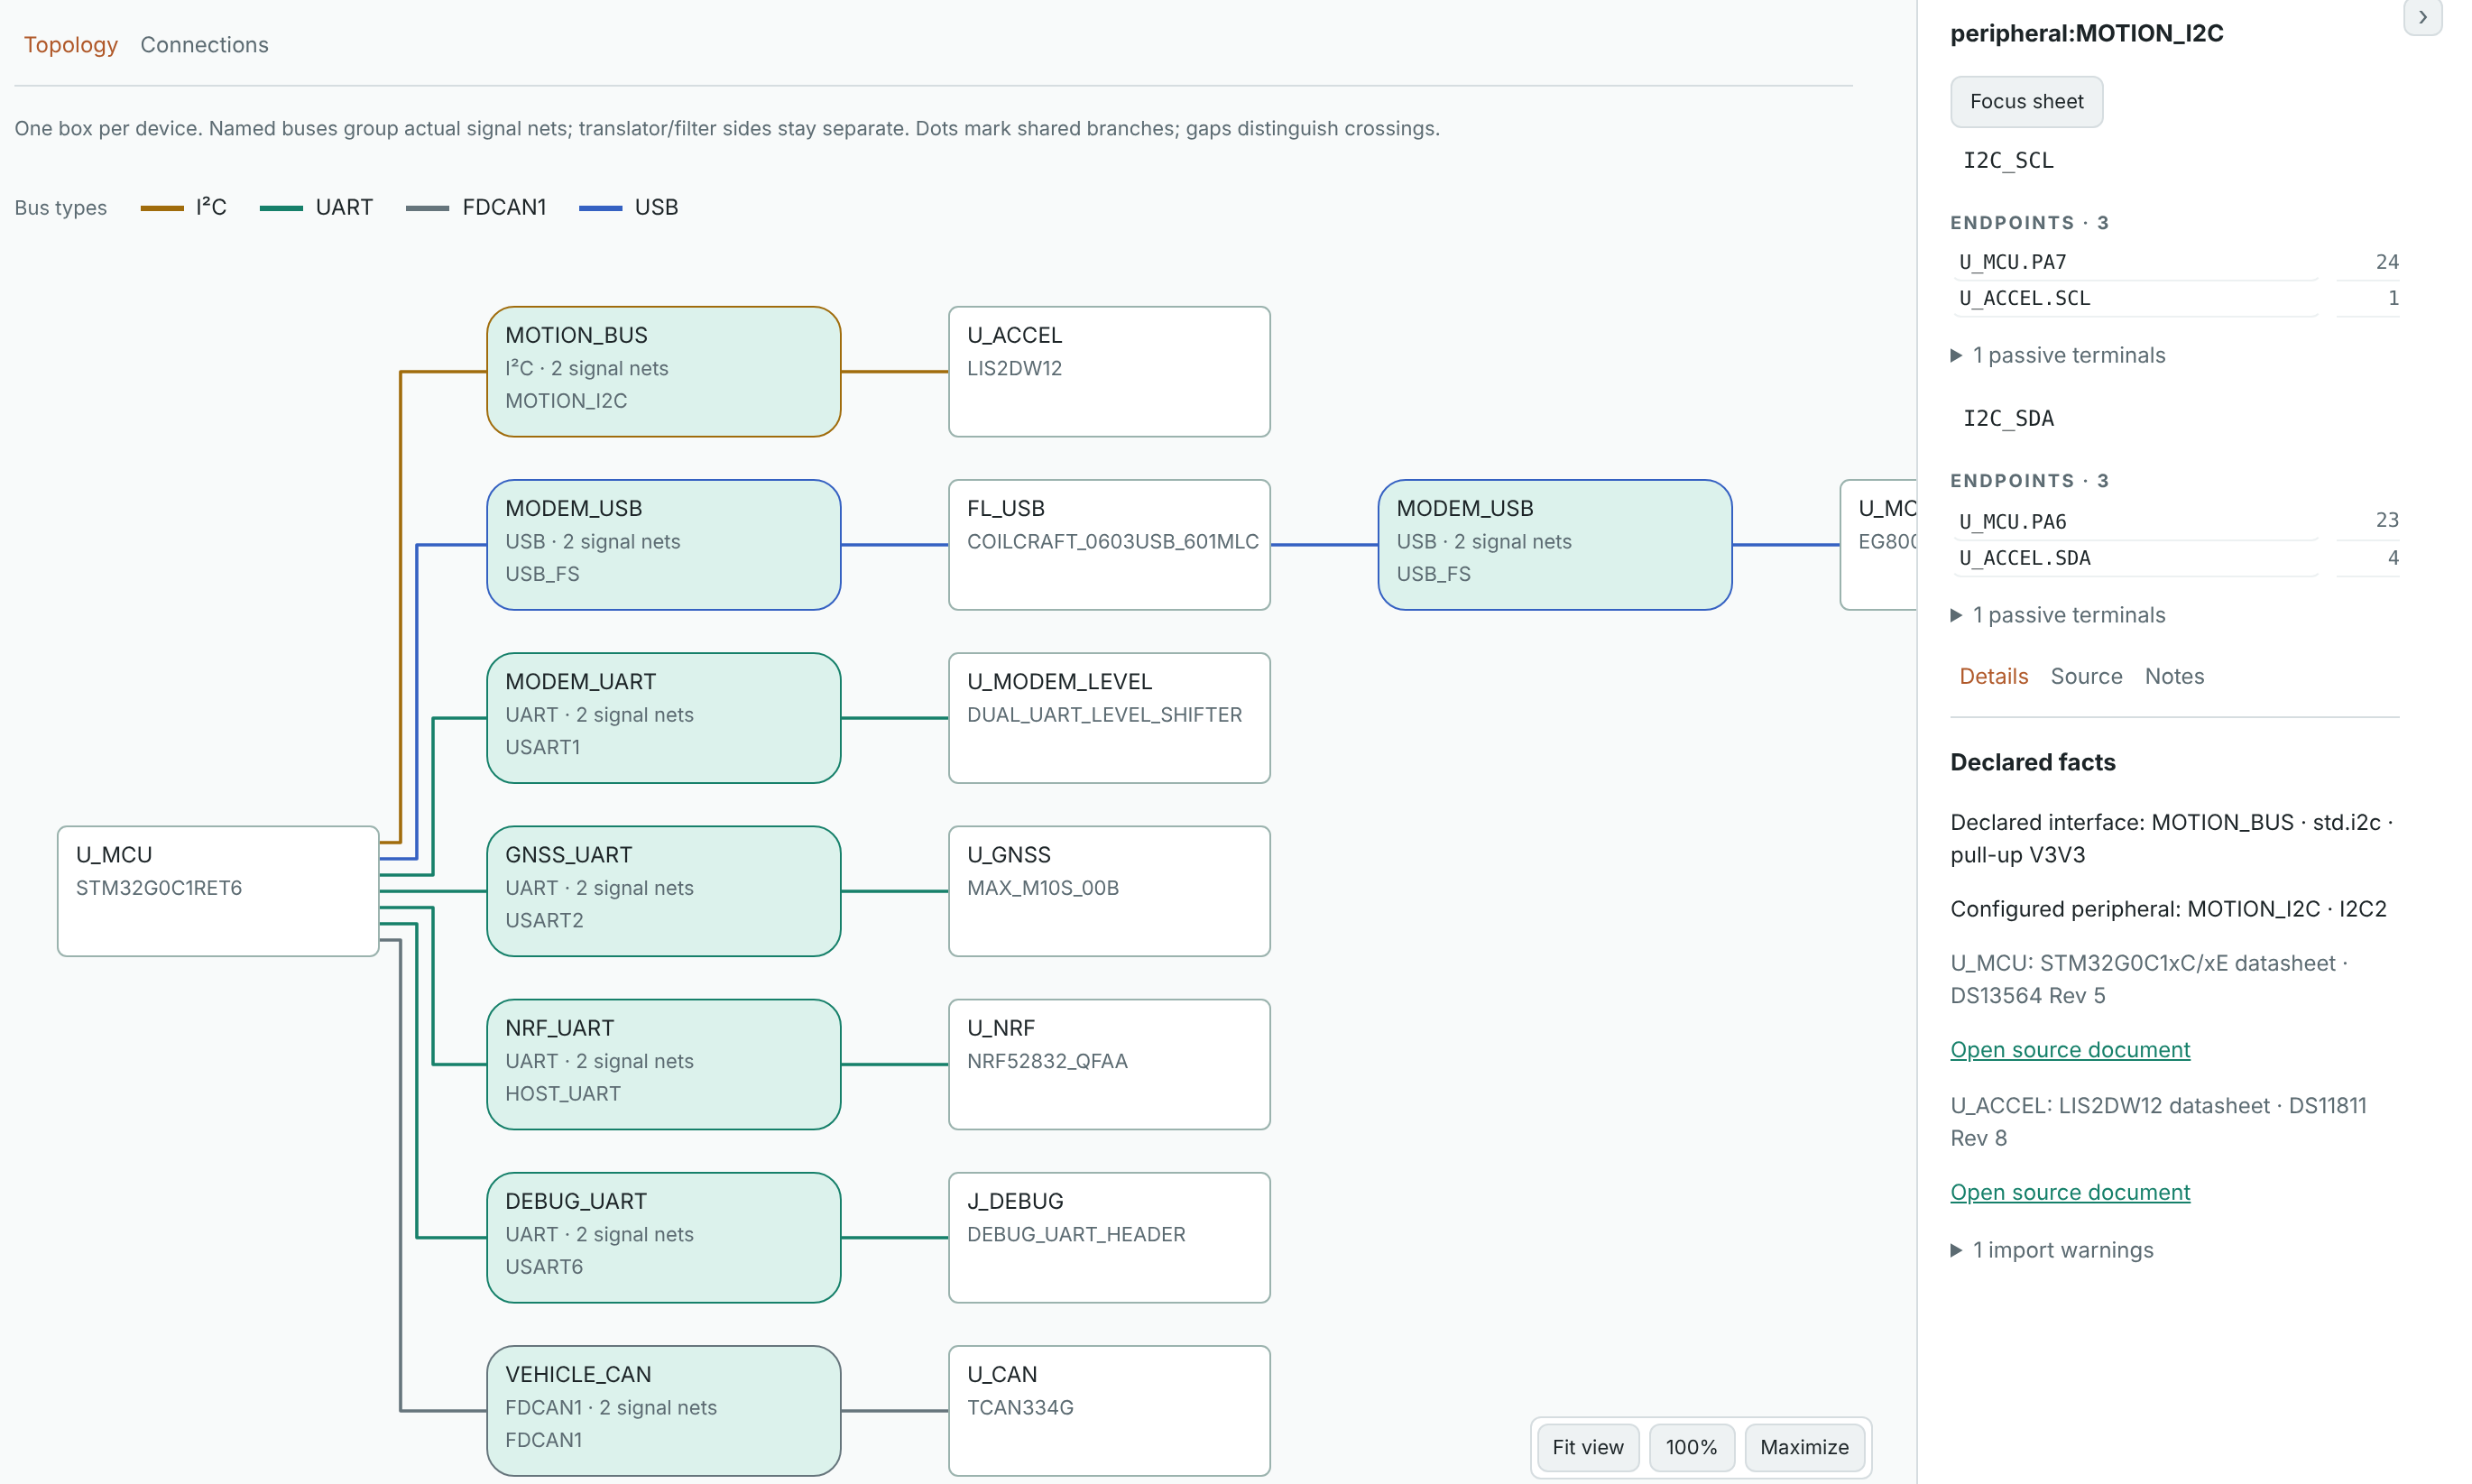 Topology Connections
One box per device. Named buses group actual signal nets; translator/filter sides stay separate. Dots mark shared branches; gaps distinguish crossings.
Bus types I²C UART FDCAN1 USB
MOTION_BUS
I²C · 2 signal nets
MOTION_I2C
U_ACCEL
LIS2DW12
MODEM_USB
USB · 2 signal nets
USB_FS
FL_USB
COILCRAFT_0603USB_601MLC
MODEM_USB
USB · 2 signal nets
USB_FS
U_MO
EG800
MODEM_UART
UART · 2 signal nets
USART1
U_MODEM_LEVEL
DUAL_UART_LEVEL_SHIFTER
U_MCU
STM32G0C1RET6
GNSS_UART
UART · 2 signal nets
USART2
U_GNSS
MAX_M10S_00B
NRF_UART
UART · 2 signal nets
HOST_UART
U_NRF
NRF52832_QFAA
DEBUG_UART
UART · 2 signal nets
USART6
J_DEBUG
DEBUG_UART_HEADER
VEHICLE_CAN
FDCAN1 · 2 signal nets
FDCAN1
U_CAN
TCAN334G
Fit view 100% Maximize
peripheral:MOTION_I2C
Focus sheet
I2C_SCL
ENDPOINTS · 3
U_MCU.PA7 24
U_ACCEL.SCL 1
1 passive terminals
I2C_SDA
ENDPOINTS · 3
U_MCU.PA6 23
U_ACCEL.SDA 4
1 passive terminals
Details Source Notes
Declared facts
Declared interface: MOTION_BUS · std.i2c ·
pull-up V3V3
Configured peripheral: MOTION_I2C · I2C2
U_MCU: STM32G0C1xC/xE datasheet ·
DS13564 Rev 5
Open source document
U_ACCEL: LIS2DW12 datasheet · DS11811
Rev 8
Open source document
1 import warnings